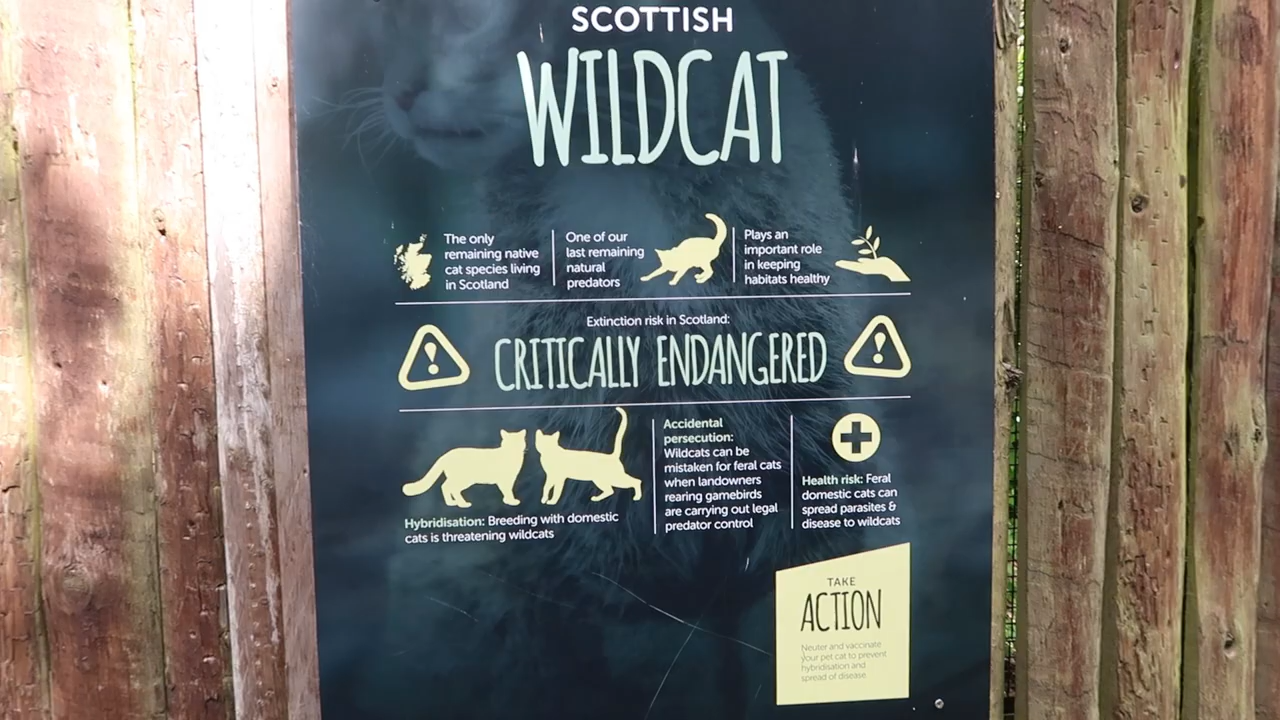 SCOTTISH
WILDCAT
The only
remaining native
cat species living
in Scotland
One of our
last remaining
natural
predators
Plays an
important role
in keeping
habitats healthy
Extinction risk in Scotland:
CRITICALLY ENDANGERED
Hybridisation: Breeding with domestic
cats is threatening wildcats
Accidental
persecution:
Wildcats can be
mistaken for feral cats
when landowners
rearing gamebirds
are carrying out legal
predator control
Health risk: Feral
domestic cats can
spread parasites &
disease to wildcats
TAKE
ACTION
Neuter and vaccinate
your pet cat to prevent
hybridisation and
spread of disease